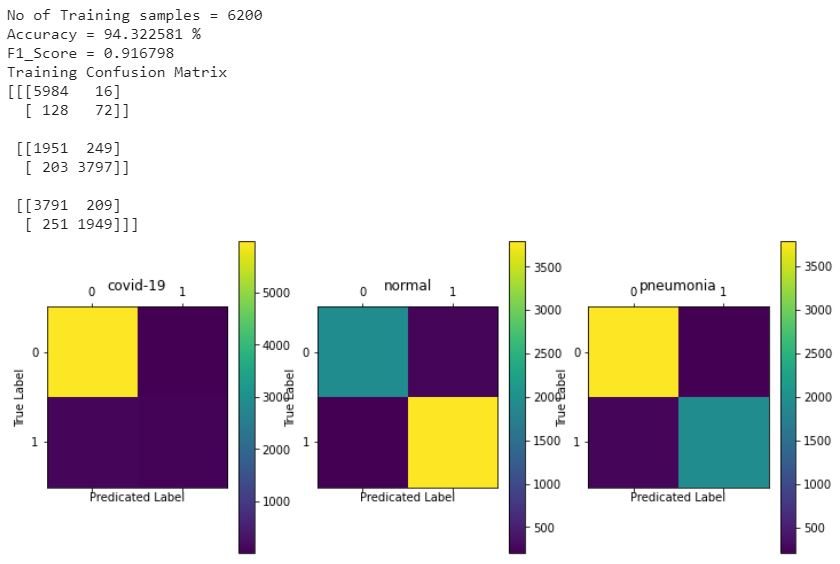 No of Training samples = 6200
Accuracy = 94.322581 %
F1_Score = 0.916798
Training Confusion Matrix
[[[5984   16]
  [ 128   72]]

 [[1951  249]
  [ 203 3797]]

 [[3791  209]
  [ 251 1949]]]
covid-19
0 1
0
1
True Label
Predicated Label
5000
4000
3000
2000
1000
normal
0 1
0
1
True Label
Predicated Label
3500
3000
2500
2000
1500
1000
500
pneumonia
0 1
0
1
True Label
Predicated Label
3500
3000
2500
2000
1500
1000
500